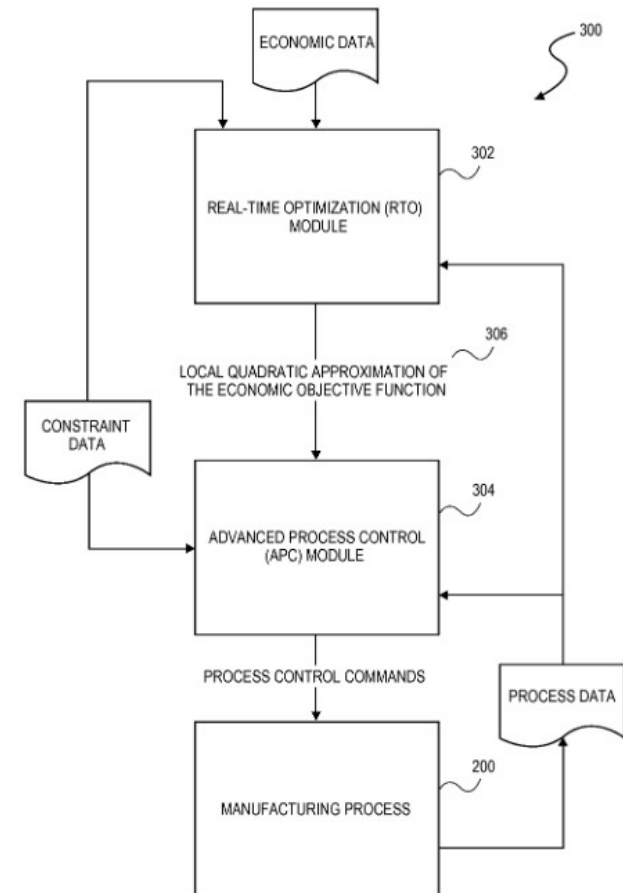 ECONOMIC DATA
300
302
REAL-TIME OPTIMIZATION (RTO)
MODULE
306
LOCAL QUADRATIC APPROXIMATION OF
THE ECONOMIC OBJECTIVE FUNCTION
CONSTRAINT
DATA
304
ADVANCED PROCESS CONTROL
(APC) MODULE
PROCESS CONTROL COMMANDS
PROCESS DATA
200
MANUFACTURING PROCESS